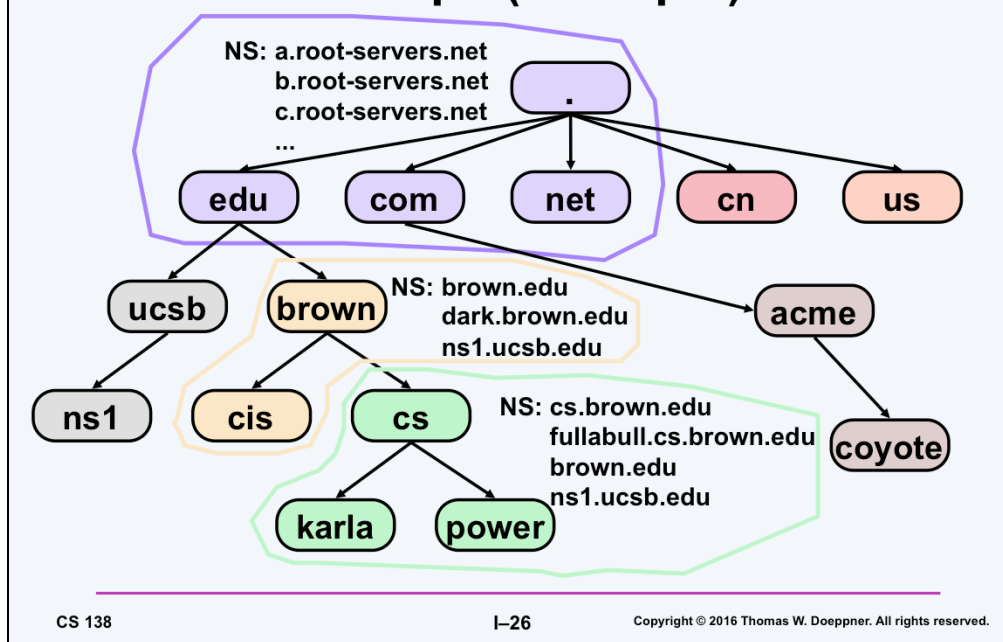 NS: a.root-servers.net
b.root-servers.net
c.root-servers.net
...
.
edu
com
net
cn
us
ucsb
brown
NS: brown.edu
dark.brown.edu
ns1.ucsb.edu
acme
ns1
cis
cs
NS: cs.brown.edu
fullabull.cs.brown.edu
brown.edu
ns1.ucsb.edu
coyote
karla
power
CS 138
I–26
Copyright © 2016 Thomas W. Doeppner. All rights reserved.